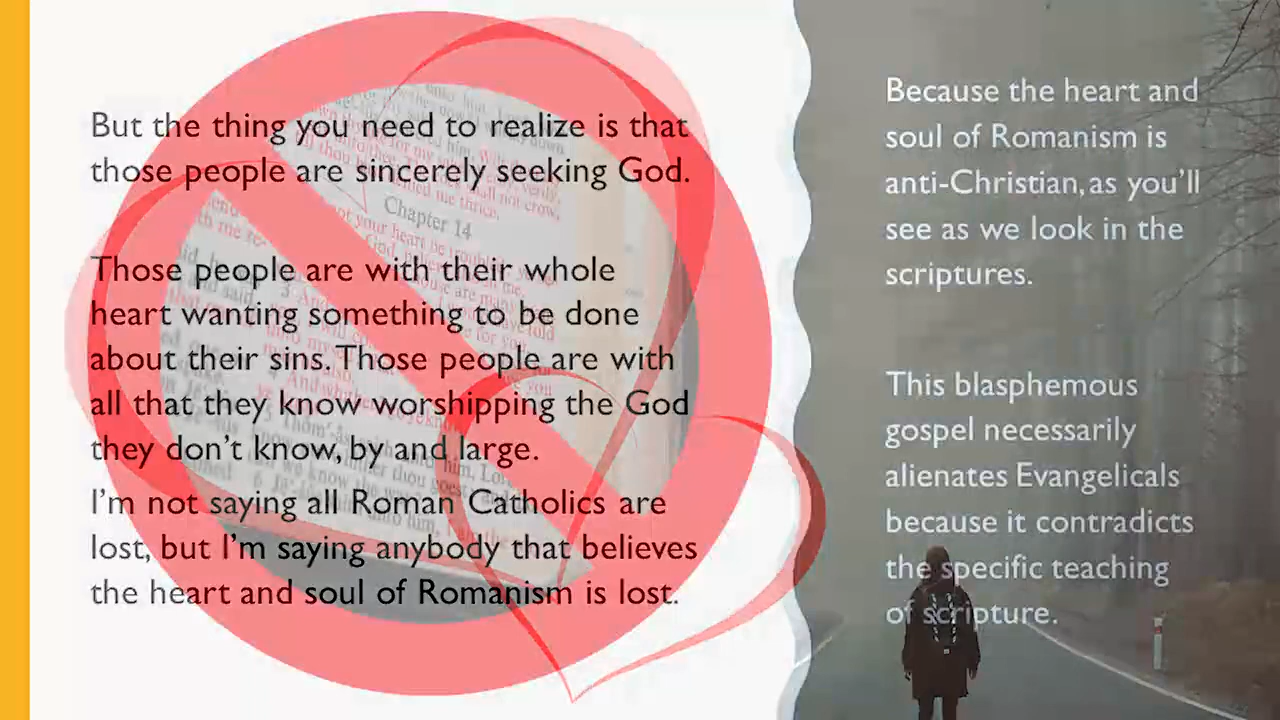 But the thing you need to realize is that
those people are sincerely seeking God.
Those people are with their whole
heart wanting something to be done
about their sins. Those people are with
all that they know worshipping the God
they don't know, by and large.
I'm not saying all Roman Catholics are
lost, but I'm saying anybody that believes
the heart and soul of Romanism is lost.
Because the heart and
soul of Romanism is
anti-Christian, as you'll
see as we look in the
scriptures.
This blasphemous
gospel necessarily
alienates Evangelicals
because it contradicts
the specific teaching
of scripture.
Chapter 14